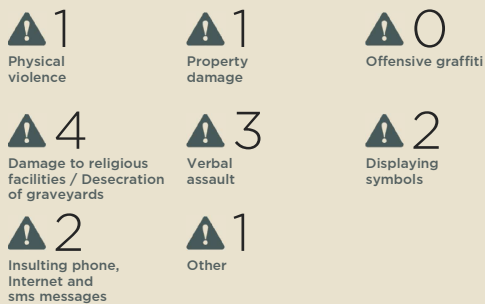 1
Physical
violence
1
Property
damage
0
Offensive graffiti
4
Damage to religious
facilities / Desecration
of graveyards
3
Verbal
assault
2
Displaying
symbols
2
Insulting phone,
Internet and
sms messages
1
Other